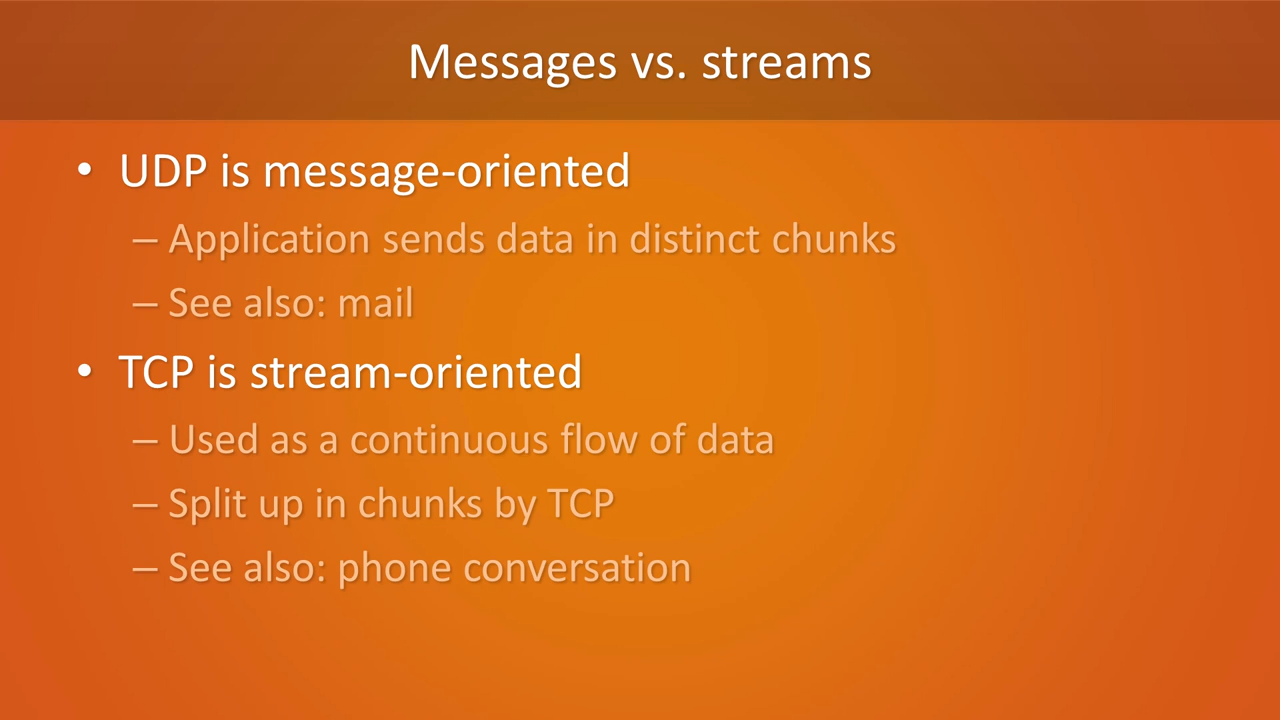 Messages vs. streams
• UDP is message-oriented
– Application sends data in distinct chunks
– See also: mail
• TCP is stream-oriented
– Used as a continuous flow of data
– Split up in chunks by TCP
– See also: phone conversation